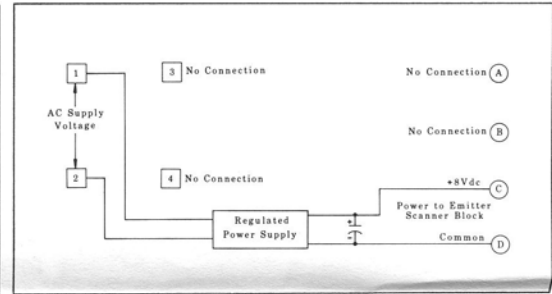 1
3 No Connection
No Connection A
AC Supply
Voltage
No Connection B
2
4 No Connection
+8Vdc
C
Regulated
Power Supply
+
-
Power to Emitter
Scanner Block
Common
D